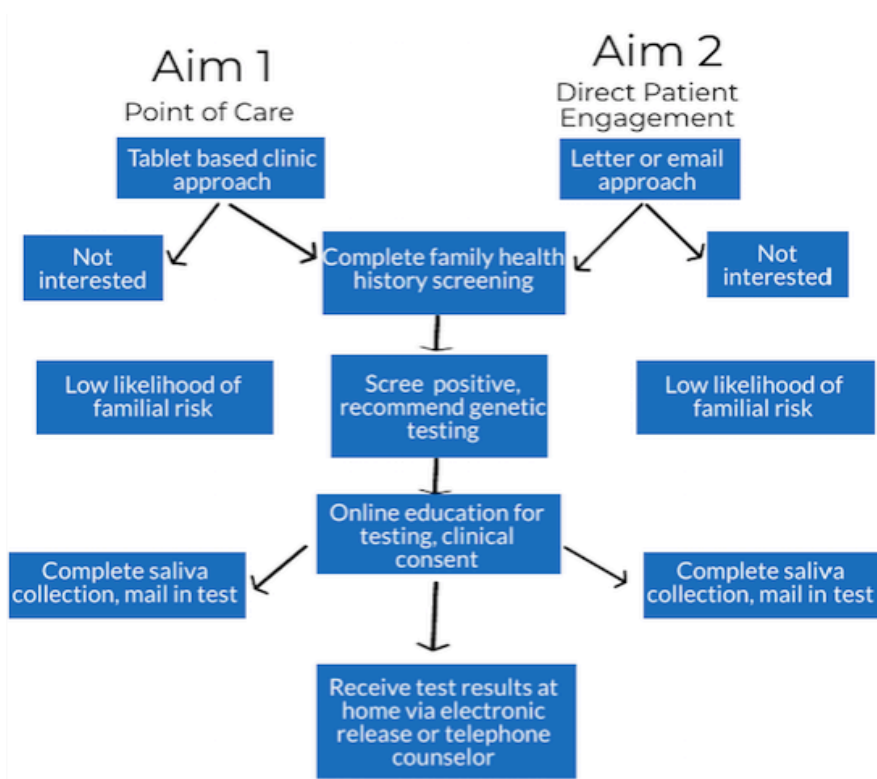 Aim 1
Point of Care
Aim 2
Direct Patient
Engagement
Tablet based clinic
approach
Letter or email
approach
Not
interested
Complete family health
history screening
Not
interested
Low likelihood of
familial risk
Scree positive,
recommend genetic
testing
Low likelihood of
familial risk
Online education for
testing, clinical
consent
Complete saliva
collection, mail in test
Complete saliva
collection, mail in test
Receive test results at
home via electronic
release or telephone
counselor